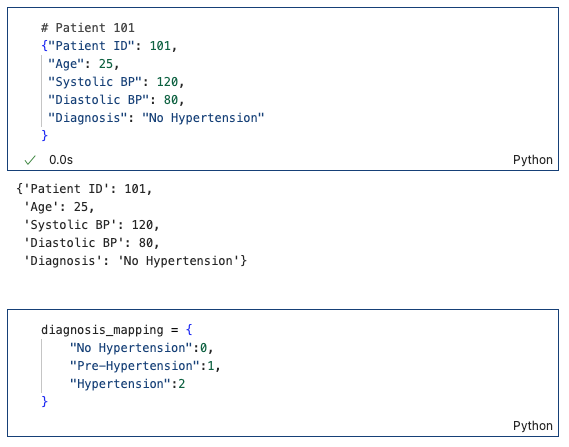 # Patient 101
{"Patient ID": 101,
"Age": 25,
"Systolic BP": 120,
"Diastolic BP": 80,
"Diagnosis": "No Hypertension"
}
✓ 0.0s Python
{'Patient ID': 101,
'Age': 25,
'Systolic BP': 120,
'Diastolic BP': 80,
'Diagnosis': 'No Hypertension'}
diagnosis_mapping = {
"No Hypertension":0,
"Pre-Hypertension":1,
"Hypertension":2
}
Python